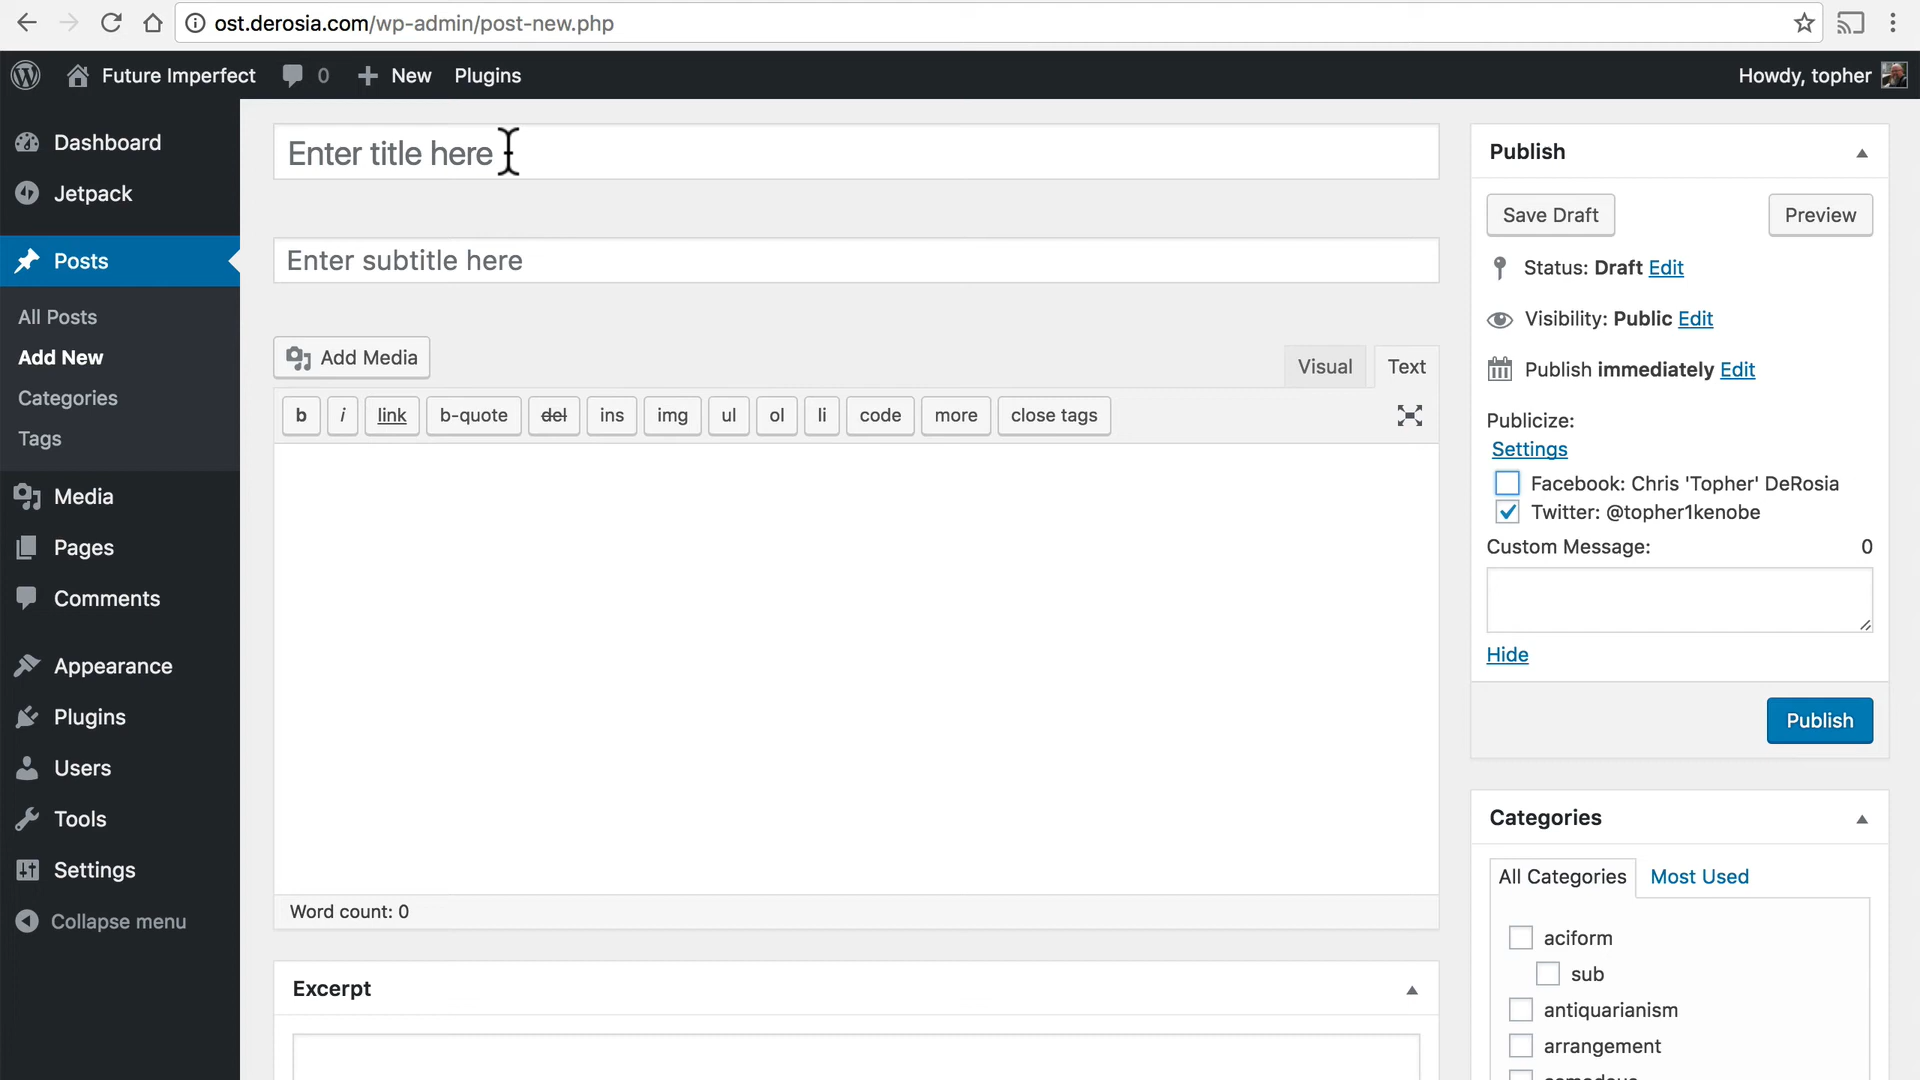 ost.derosia.com/wp-admin/post-new.php
Future Imperfect 0 New Plugins Howdy, topher
Dashboard
Jetpack
Posts
All Posts
Add New
Categories
Tags
Media
Pages
Comments
Appearance
Plugins
Users
Tools
Settings
Collapse menu
Enter title here
Enter subtitle here
Add Media
Visual Text
b i link b-quote del ins img ul ol li code more close tags
Word count: 0
Excerpt
Publish
Save Draft Preview
Status: Draft Edit
Visibility: Public Edit
Publish immediately Edit
Publicize:
Settings
Facebook: Chris 'Topher' DeRosia
Twitter: @topher1kenobe
Custom Message: 0
Hide
Publish
Categories
All Categories Most Used
aciform
sub
antiquarianism
arrangement